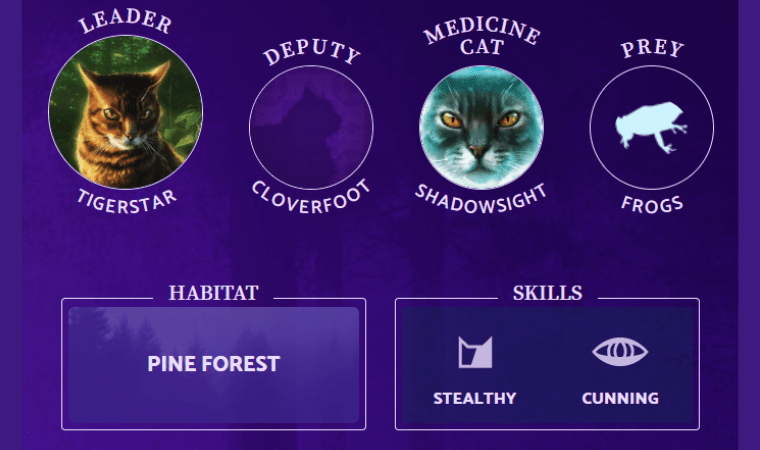 LEADER
TIGERSTAR
DEPUTY
CLOVERFOOT
MEDICINE
CAT
SHADOWSIGHT
PREY
FROGS
HABITAT
PINE FOREST
SKILLS
STEALTHY
CUNNING